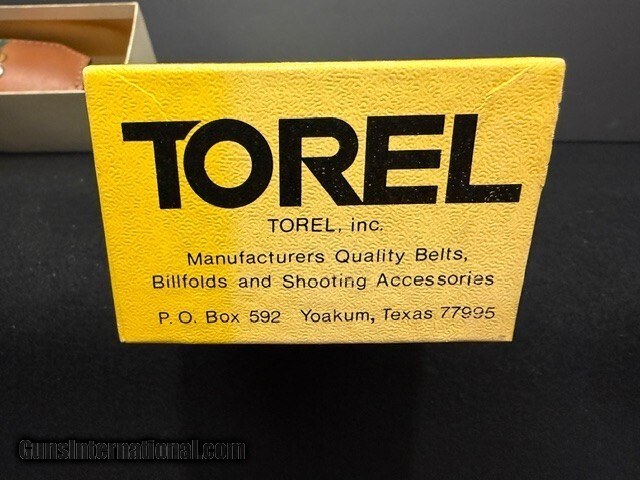 TOREL
TOREL, inc.
Manufacturers Quality Belts,
Billfolds and Shooting Accessories
P. O. Box 592 Yoakum, Texas 77995
GunsInternational.com